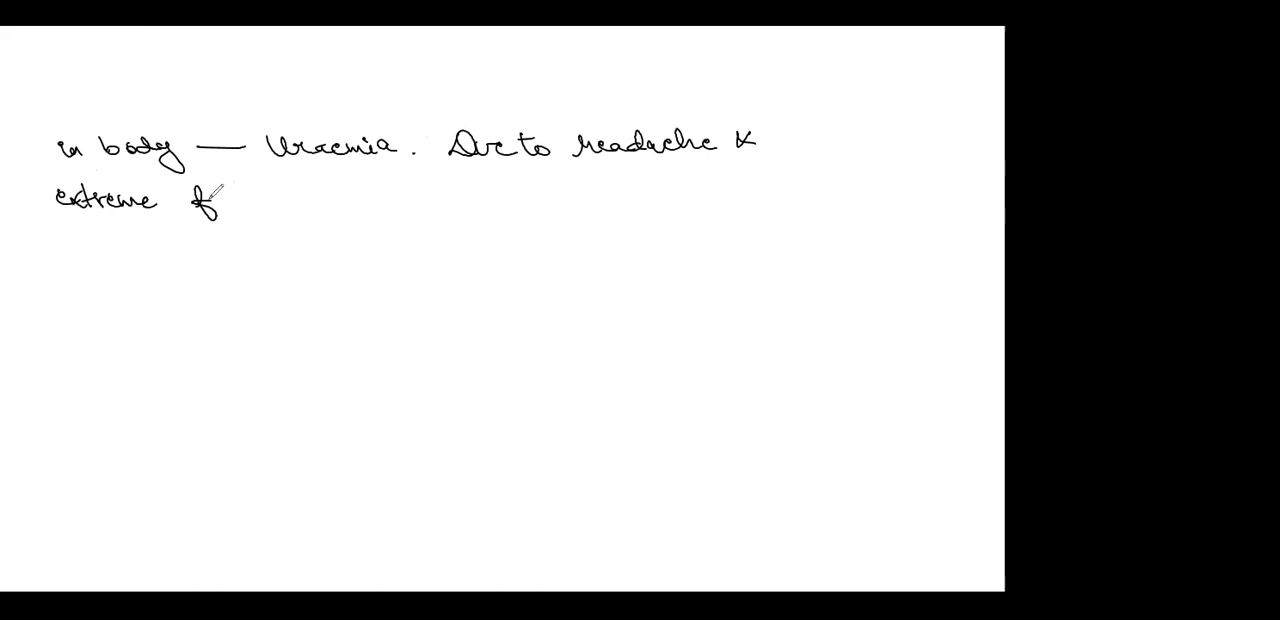 in body — Uraemia. Due to headache &
extreme f